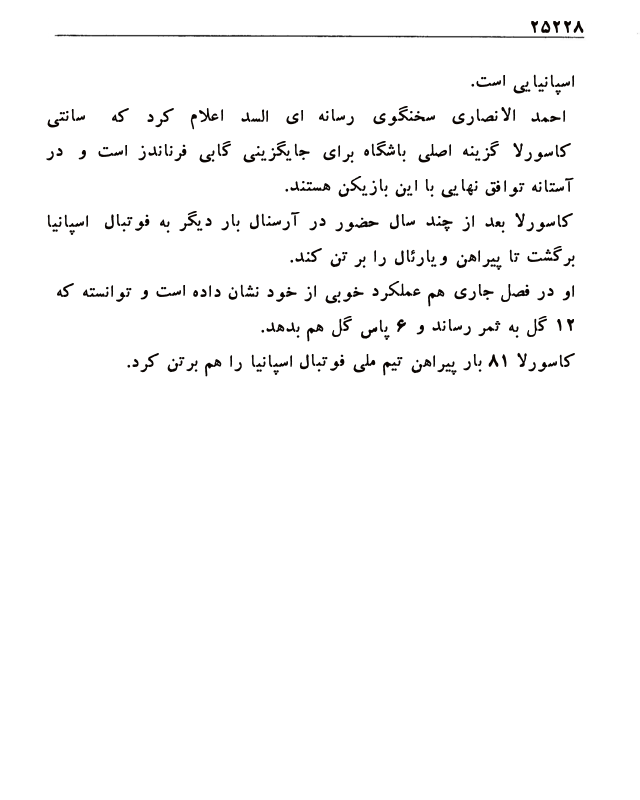 ۲۵۲۲۸
اسپانیایی است.
احمد الانصاری سخنگوی رسانه ای السد اعلام کرد که سانتی
کاسورلا گزینه اصلی باشگاه برای جایگزینی گابی فرناندز است و در
آستانه توافق نهایی با این بازیکن هستند.
کاسورلا بعد از چند سال حضور در آرسنال بار دیگر به فوتبال اسپانیا
برگشت تا پیراهن ویارئال را بر تن کند.
او در فصل جاری هم عملکرد خوبی از خود نشان داده است و توانسته که
۱۲ گل به ثمر رساند و ۶ پاس گل هم بدهد.
کاسورلا ۸۱ بار پیراهن تیم ملی فوتبال اسپانیا را هم برتن کرد.